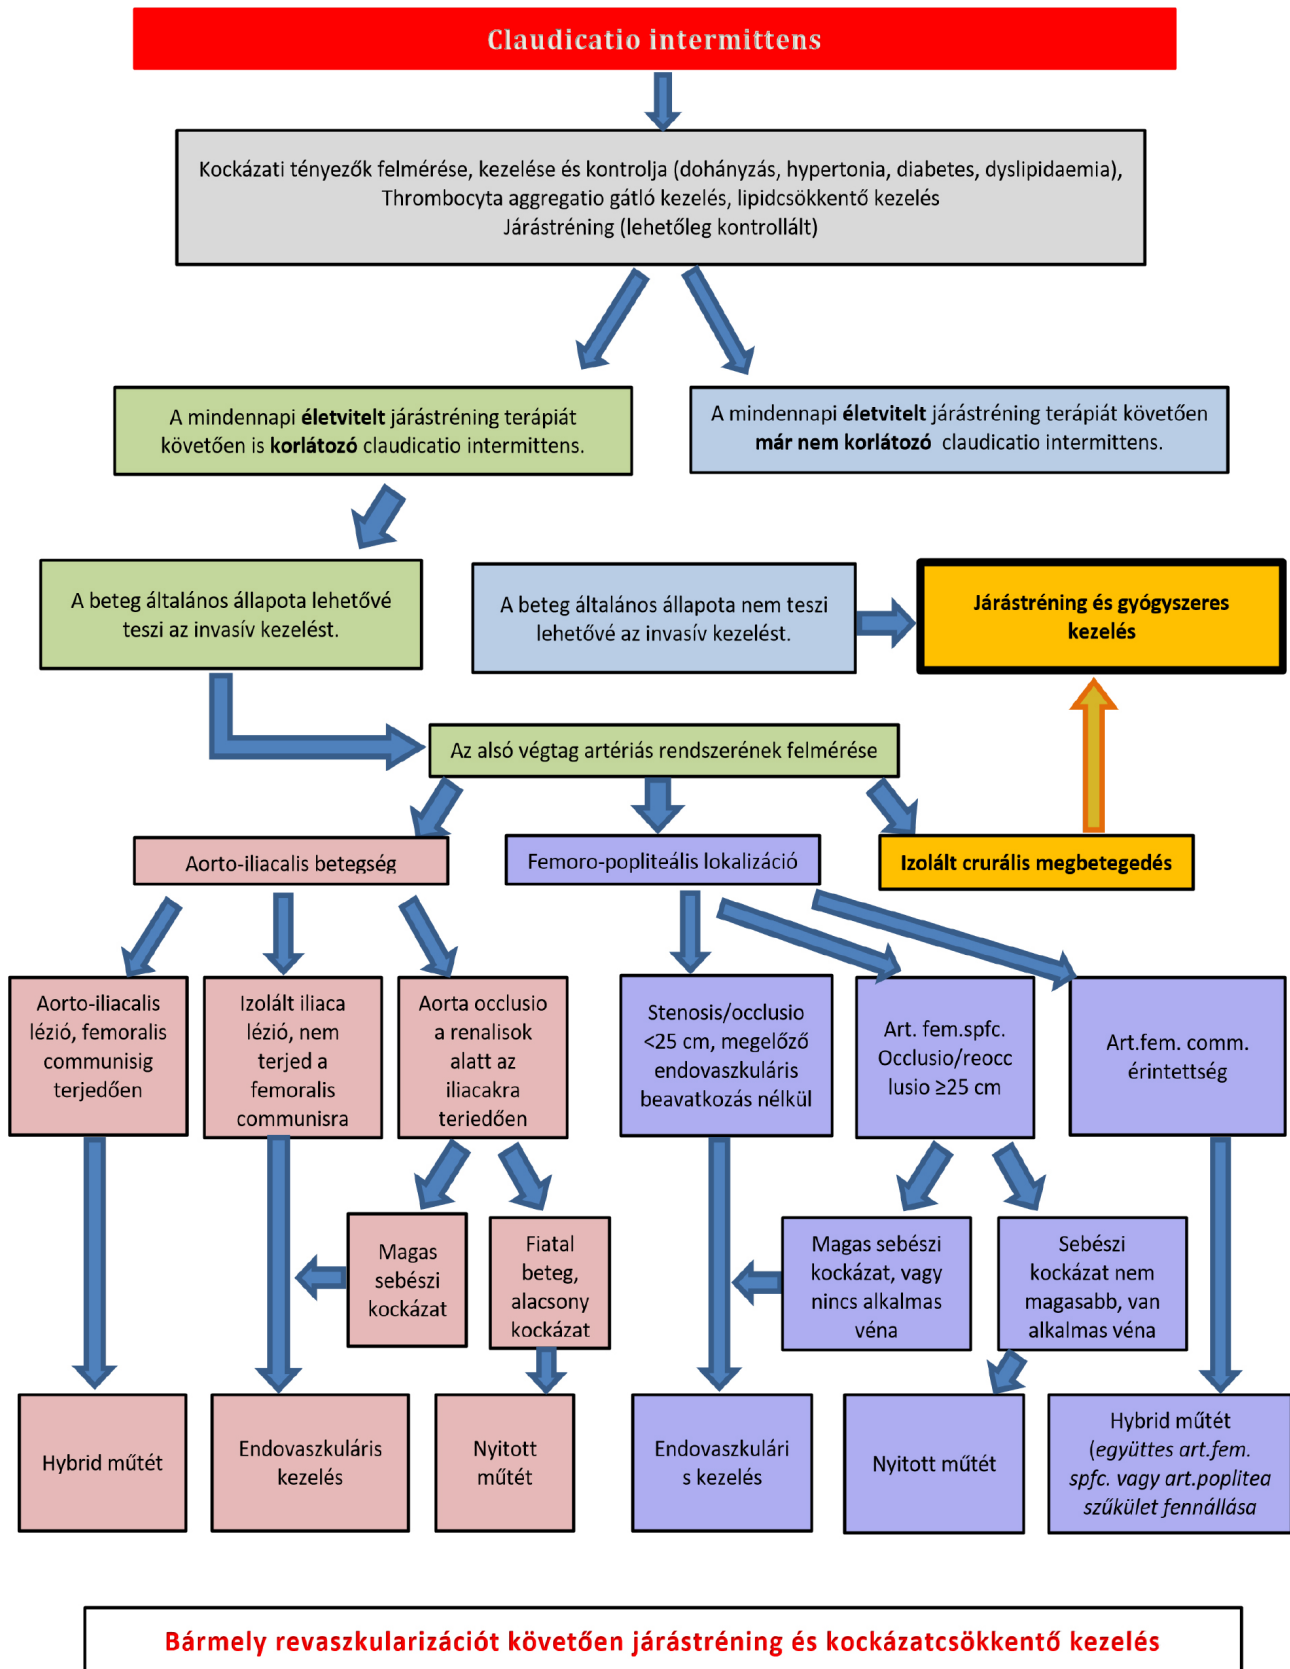 Claudicatio intermittens
Kockázati tényezők felmérése, kezelése és kontrolja (dohányzás, hypertonia, diabetes, dyslipidaemia),
Thrombocyta aggregatio gátló kezelés, lipidcsökkentő kezelés
Járástréning (lehetőleg kontrollált)
A mindennapi életvitelt járástréning terápiát
követően is korlátozó claudicatio intermittens.
A mindennapi életvitelt járástréning terápiát követően
már nem korlátozó claudicatio intermittens.
A beteg általános állapota lehetővé
teszi az invasív kezelést.
A beteg általános állapota nem teszi
lehetővé az invasív kezelést.
Járástréning és gyógyszeres
kezelés
Az alsó végtag artériás rendszerének felmérése
Aorto-iliacalis betegség
Femoro-popliteális lokalizáció
Izolált crurális megbetegedés
Aorto-iliacalis
lézió, femoralis
communisig
terjedően
Izolált iliaca
lézió, nem
terjed a
femoralis
communisra
Aorta occlusio
a renalisok
alatt az
iliacakra
teriedően
Stenosis/occlusio
<25 cm, megelőző
endovaszkuláris
beavatkozás nélkül
Art. fem.spfc.
Occlusio/reocc
lusio ≥25 cm
Art.fem. comm.
érintettség
Magas
sebészi
kockázat
Fiatal
beteg,
alacsony
kockázat
Magas sebészi
kockázat, vagy
nincs alkalmas
véna
Sebészi
kockázat nem
magasabb, van
alkalmas véna
Hybrid műtét
Endovaszkuláris
kezelés
Nyitott
műtét
Endovaszkulári
s kezelés
Nyitott műtét
Hybrid műtét
(együttes art.fem.
spfc. vagy art.poplitea
szűkület fennállása
Bármely revaszkularizációt követően járástréning és kockázatcsökkentő kezelés